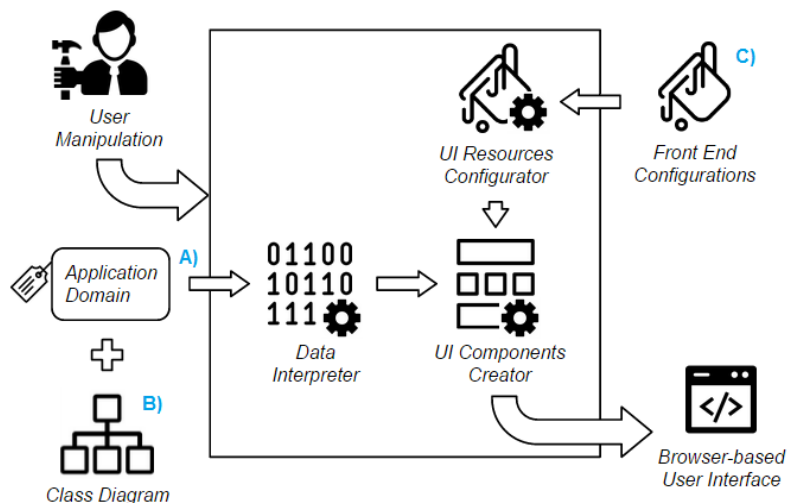 User
Manipulation
C)
UI Resources
Configurator
Front End
Configurations
A)
Application
Domain
01100
10110
111
Data
Interpreter
UI Components
Creator
B)
Class Diagram
</>
Browser-based
User Interface